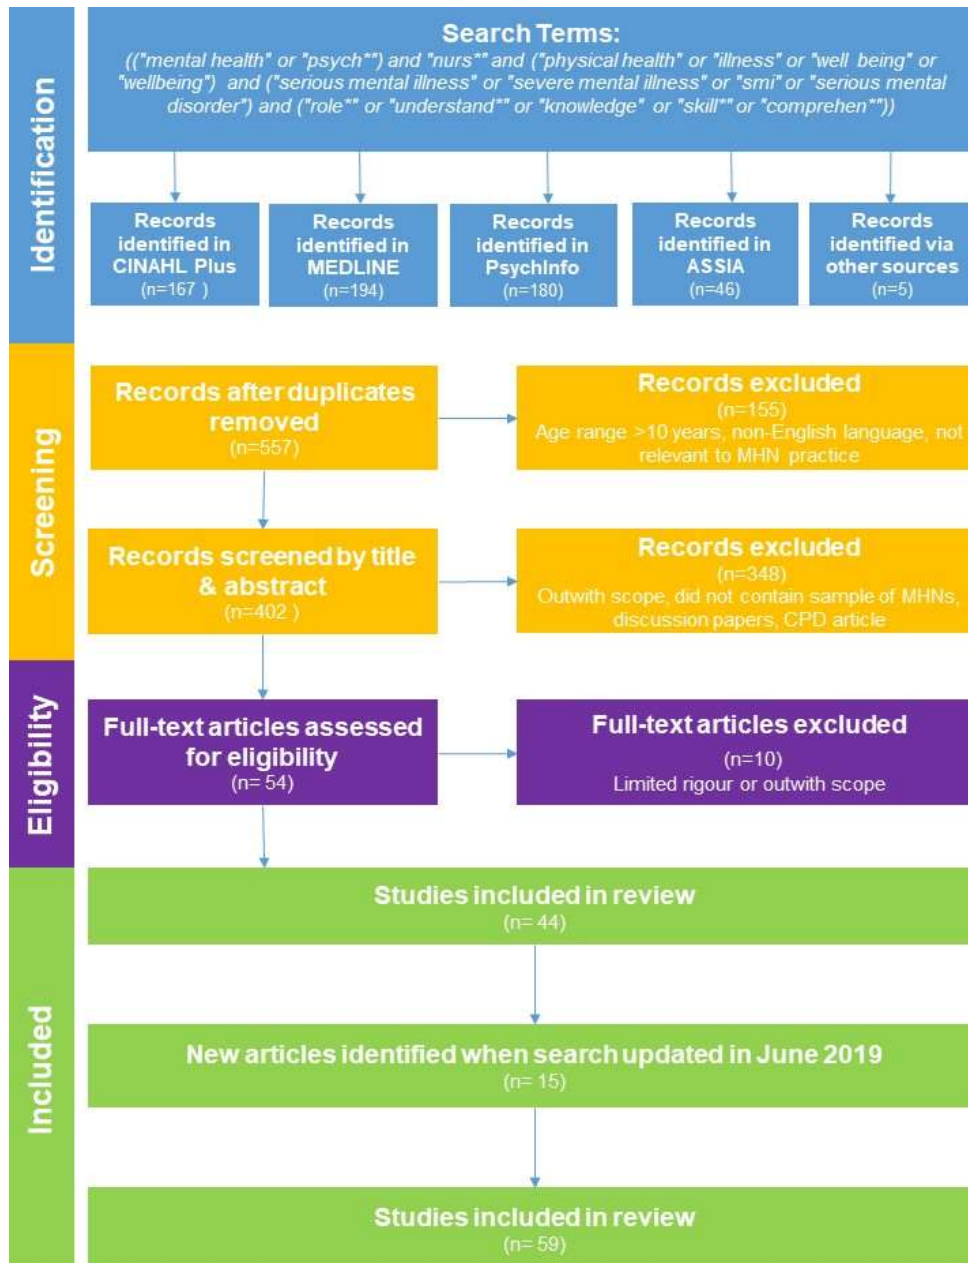 Identification
Search Terms:
(("mental health" or "psych*") and "nurs*" and ("physical health" or "illness" or "well being" or
"wellbeing") and ("serious mental illness" or "severe mental illness" or "smi" or "serious mental
disorder") and ("role*" or "understand*" or "knowledge" or "skill*" or "comprehen*"))
Records
identified in
CINAHL Plus
(n=167 )
Records
identified in
MEDLINE
(n=194)
Records
identified in
PsychInfo
(n=180)
Records
identified in
ASSIA
(n=46)
Records
identified via
other sources
(n=5)
Screening
Records after duplicates
removed
(n=557)
Records excluded
(n=155)
Age range >10 years, non-English language, not
relevant to MHN practice
Records screened by title
& abstract
(n=402 )
Records excluded
(n=348)
Outwith scope, did not contain sample of MHNs,
discussion papers, CPD article
Eligibility
Full-text articles assessed
for eligibility
(n= 54)
Full-text articles excluded
(n=10)
Limited rigour or outwith scope
Included
Studies included in review
(n= 44)
New articles identified when search updated in June 2019
(n= 15)
Studies included in review
(n= 59)